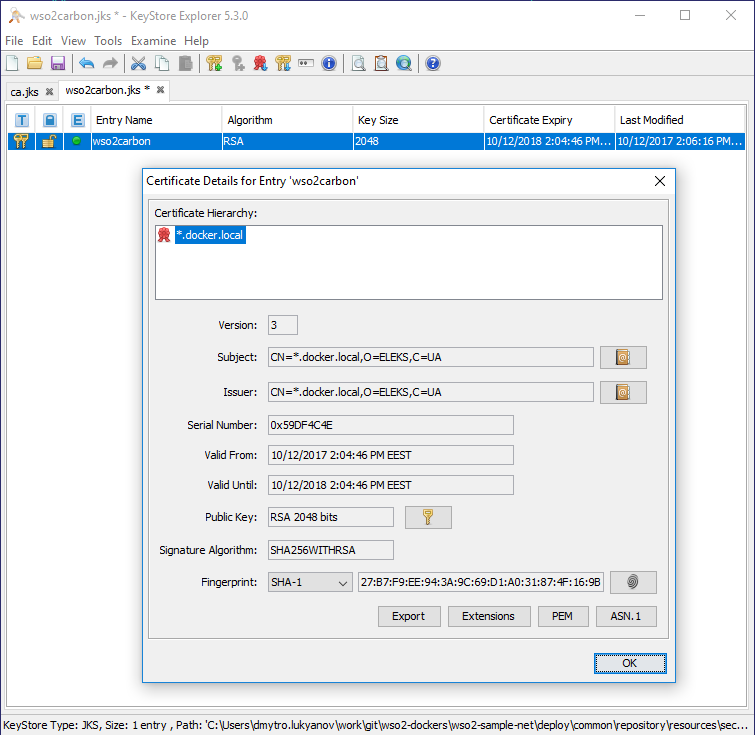 wso2carbon.jks * - KeyStore Explorer 5.3.0
File Edit View Tools Examine Help
ca.jks wso2carbon.jks *
T E Entry Name Algorithm Key Size Certificate Expiry Last Modified
wso2carbon RSA 2048 10/12/2018 2:04:46 PM... 10/12/2017 2:06:16 PM...
Certificate Details for Entry 'wso2carbon'
Certificate Hierarchy:
*.docker.local
Version: 3
Subject: CN=*.docker.local,O=ELEKS,C=UA
Issuer: CN=*.docker.local,O=ELEKS,C=UA
Serial Number: 0x59DF4C4E
Valid From: 10/12/2017 2:04:46 PM EEST
Valid Until: 10/12/2018 2:04:46 PM EEST
Public Key: RSA 2048 bits
Signature Algorithm: SHA256WITHRSA
Fingerprint: SHA-1 27:B7:F9:EE:94:3A:9C:69:D1:A0:31:87:4F:16:9B
Export Extensions PEM ASN.1
OK
KeyStore Type: JKS, Size: 1 entry , Path: 'C:\Users\dmytro.lukyanov\work\git\wso2-dockers\wso2-sample-net\deploy\common\repository\resources\sec...